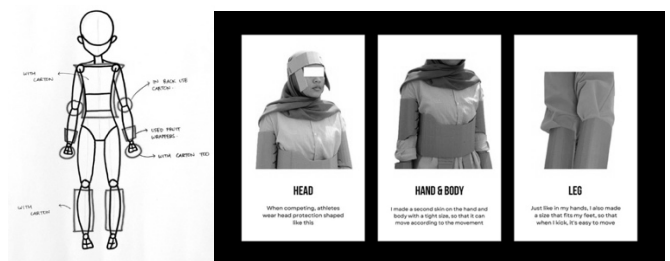 WITH
CARTON
IN BACK USE
CARTON.
USED FRUIT
WRAPPERS.
WITH CARTON TOO
WITH
CARTON
HEAD
When competing, athletes
wear head protection shaped
like this
HAND & BODY
I made a second skin on the hand and
body with a tight size, so that it can
move according to the movement
LEG
Just like in my hands, I also made
a size that fits my feet, so that
when I kick, it's easy to move